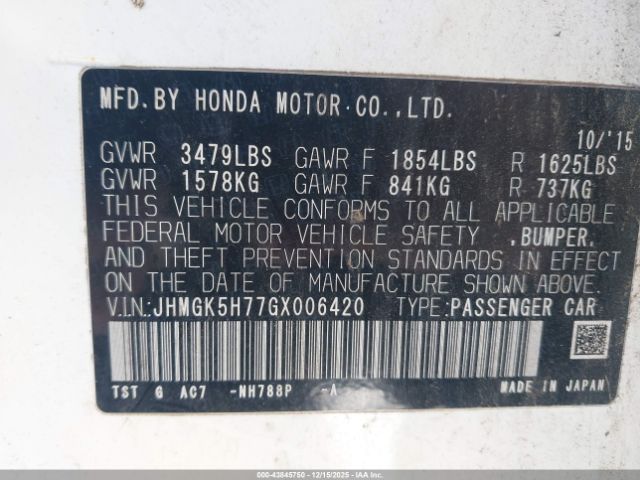 MFD.BY HONDA MOTOR CO.,LTD.
10/'15
GVWR 3479LBS GAWR F 1854LBS R 1625LBS
GVWR 1578KG GAWR F 841KG R 737KG
THIS VEHICLE CONFORMS TO ALL APPLICABLE
FEDERAL MOTOR VEHICLE SAFETY ,BUMPER,
AND THEFT PREVENTION STANDARDS IN EFFECT
ON THE DATE OF MANUFACTURE SHOWN ABOVE.
V.I.N.:JHMGK5H77GX006420 TYPE:PASSENGER CAR
TST G AC7 -NH788P -A MADE IN JAPAN
000-43845750 - 12/15/2025 - IAAI COPYRIGHT